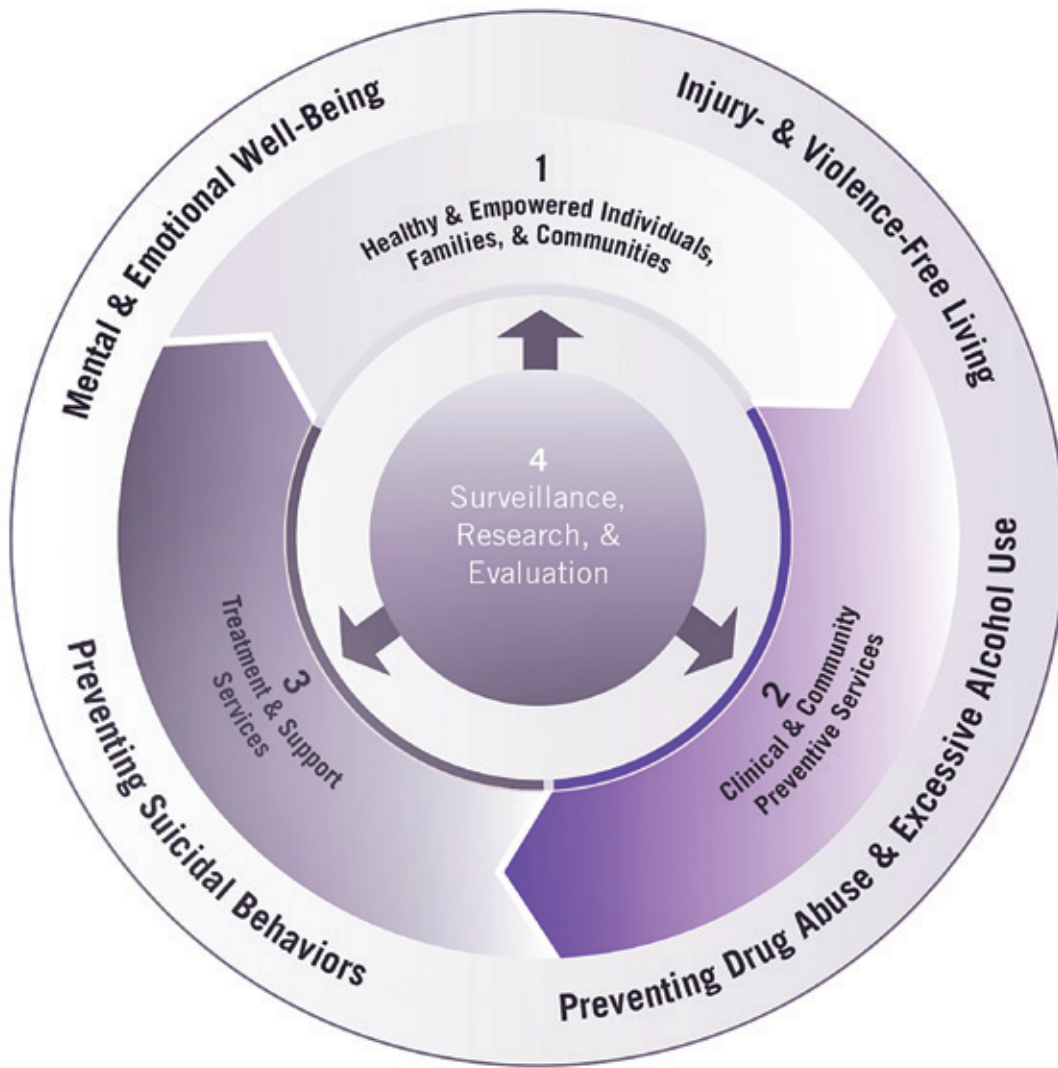 Mental & Emotional Well-Being
Injury- & Violence-Free Living
Preventing Drug Abuse & Excessive Alcohol Use
Preventing Suicidal Behaviors
1
Healthy & Empowered Individuals,
Families, & Communities
2
Clinical & Community
Preventive Services
3
Treatment & Support
Services
4
Surveillance,
Research, &
Evaluation